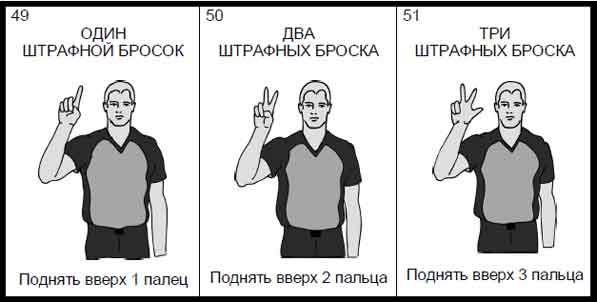 49
ОДИН
ШТРАФНОЙ БРОСОК
Поднять вверх 1 палец
50
ДВА
ШТРАФНЫХ БРОСКА
Поднять вверх 2 пальца
51
ТРИ
ШТРАФНЫХ БРОСКА
Поднять вверх 3 пальца